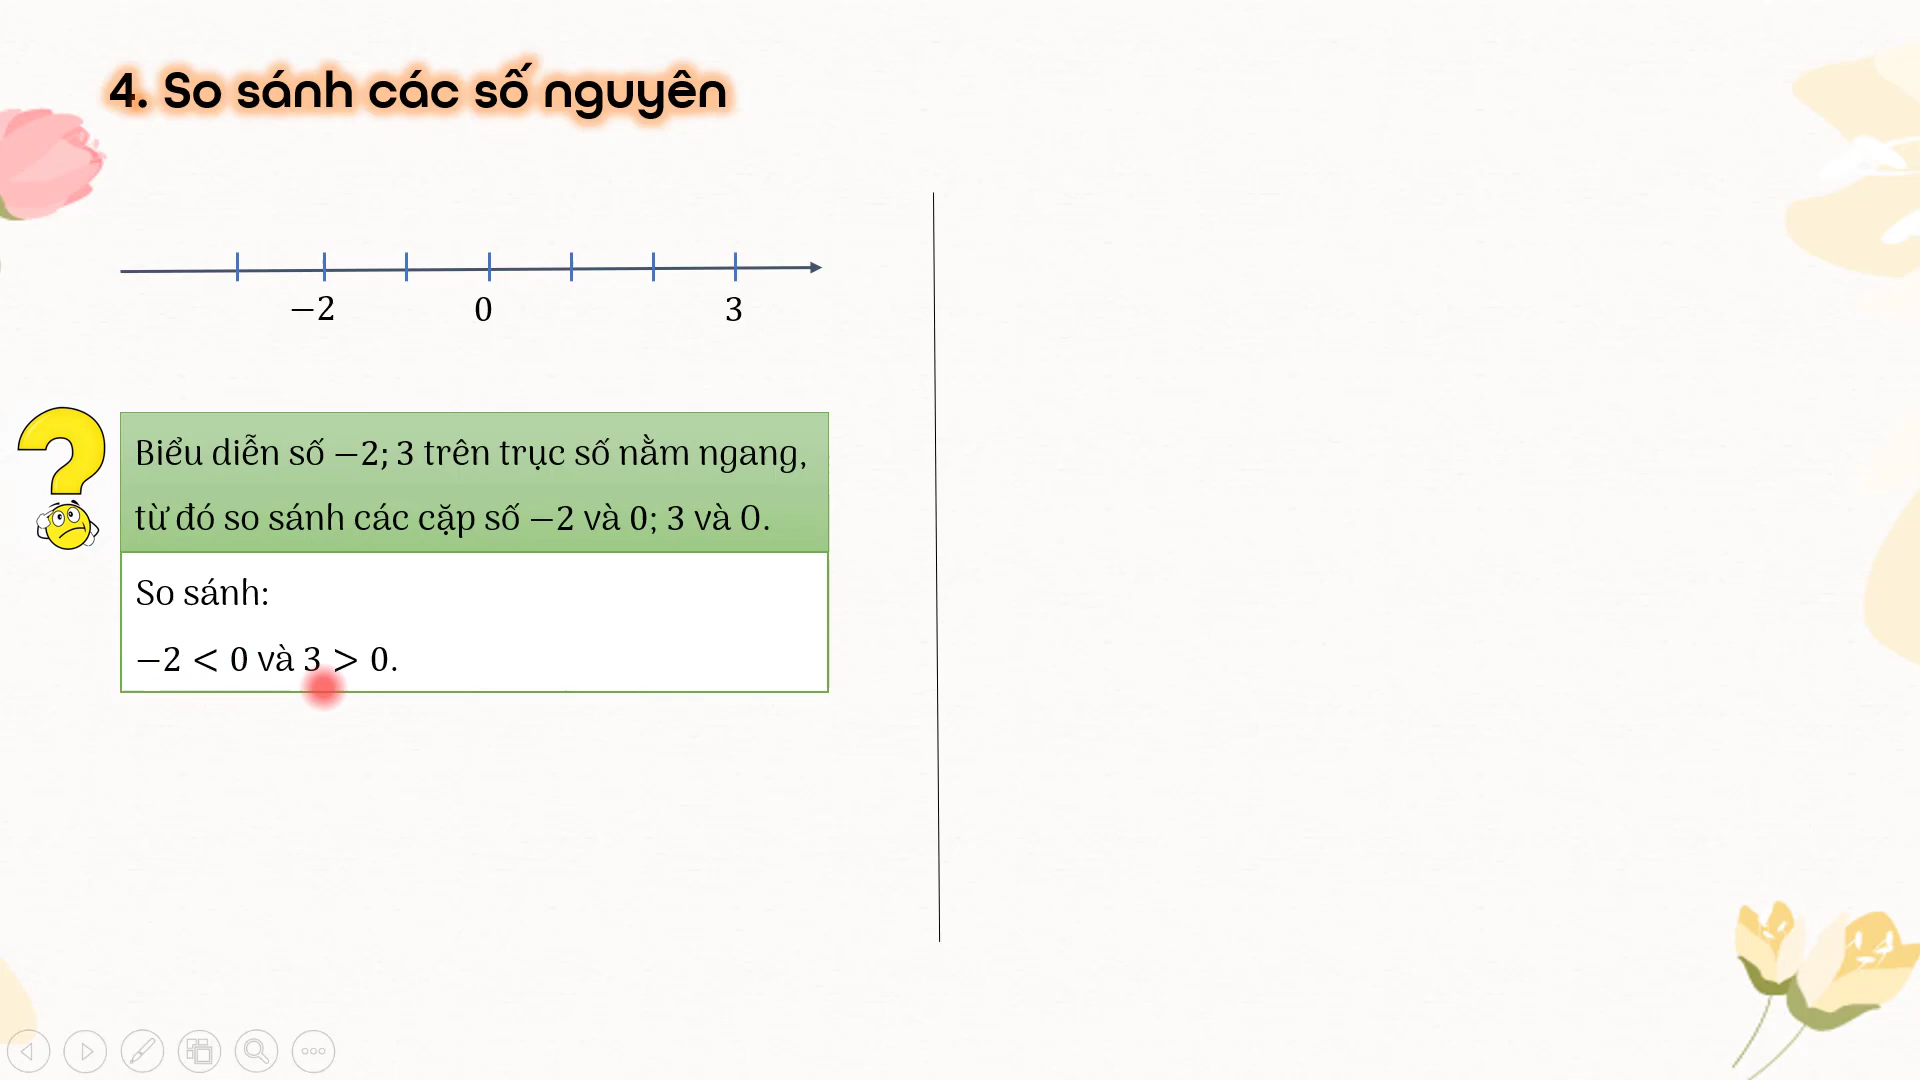 4. So sánh các số nguyên
−2 0 3
Biểu diễn số −2; 3 trên trục số nằm ngang,
từ đó so sánh các cặp số −2 và 0; 3 và 0.
So sánh:
−2 < 0 và 3 > 0.